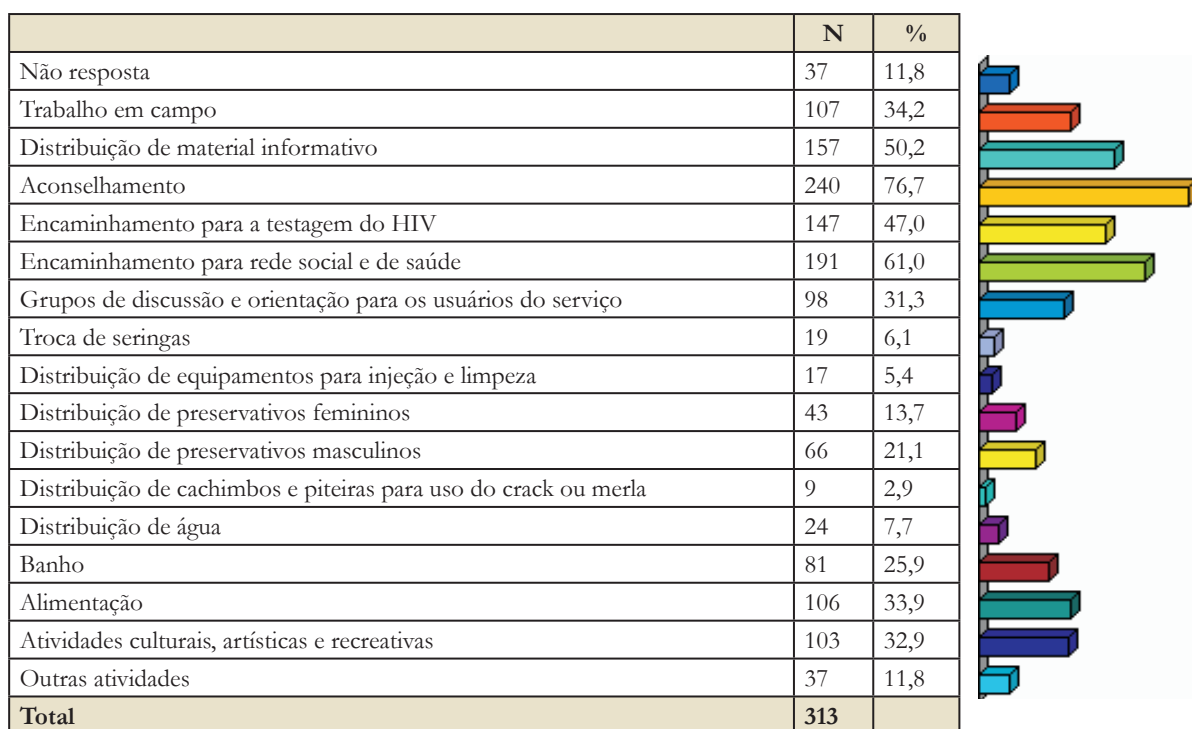 N %
Não resposta 37 11,8
Trabalho em campo 107 34,2
Distribuição de material informativo 157 50,2
Aconselhamento 240 76,7
Encaminhamento para a testagem do HIV 147 47,0
Encaminhamento para rede social e de saúde 191 61,0
Grupos de discussão e orientação para os usuários do serviço 98 31,3
Troca de seringas 19 6,1
Distribuição de equipamentos para injeção e limpeza 17 5,4
Distribuição de preservativos femininos 43 13,7
Distribuição de preservativos masculinos 66 21,1
Distribuição de cachimbos e piteiras para uso do crack ou merla 9 2,9
Distribuição de água 24 7,7
Banho 81 25,9
Alimentação 106 33,9
Atividades culturais, artísticas e recreativas 103 32,9
Outras atividades 37 11,8
Total 313